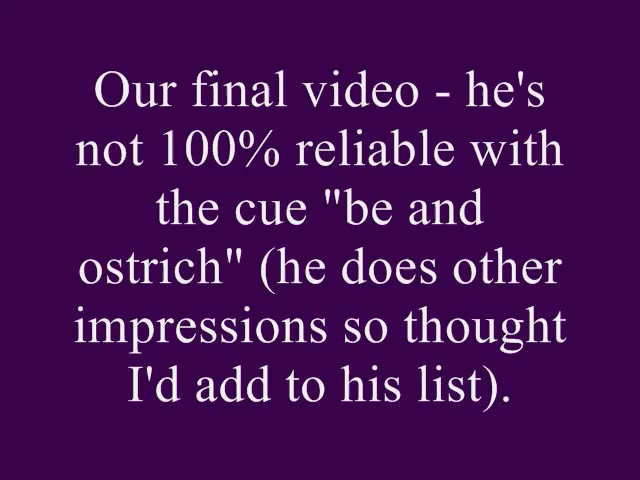 Our final video - he's
not 100% reliable with
the cue "be and
ostrich" (he does other
impressions so thought
I'd add to his list).